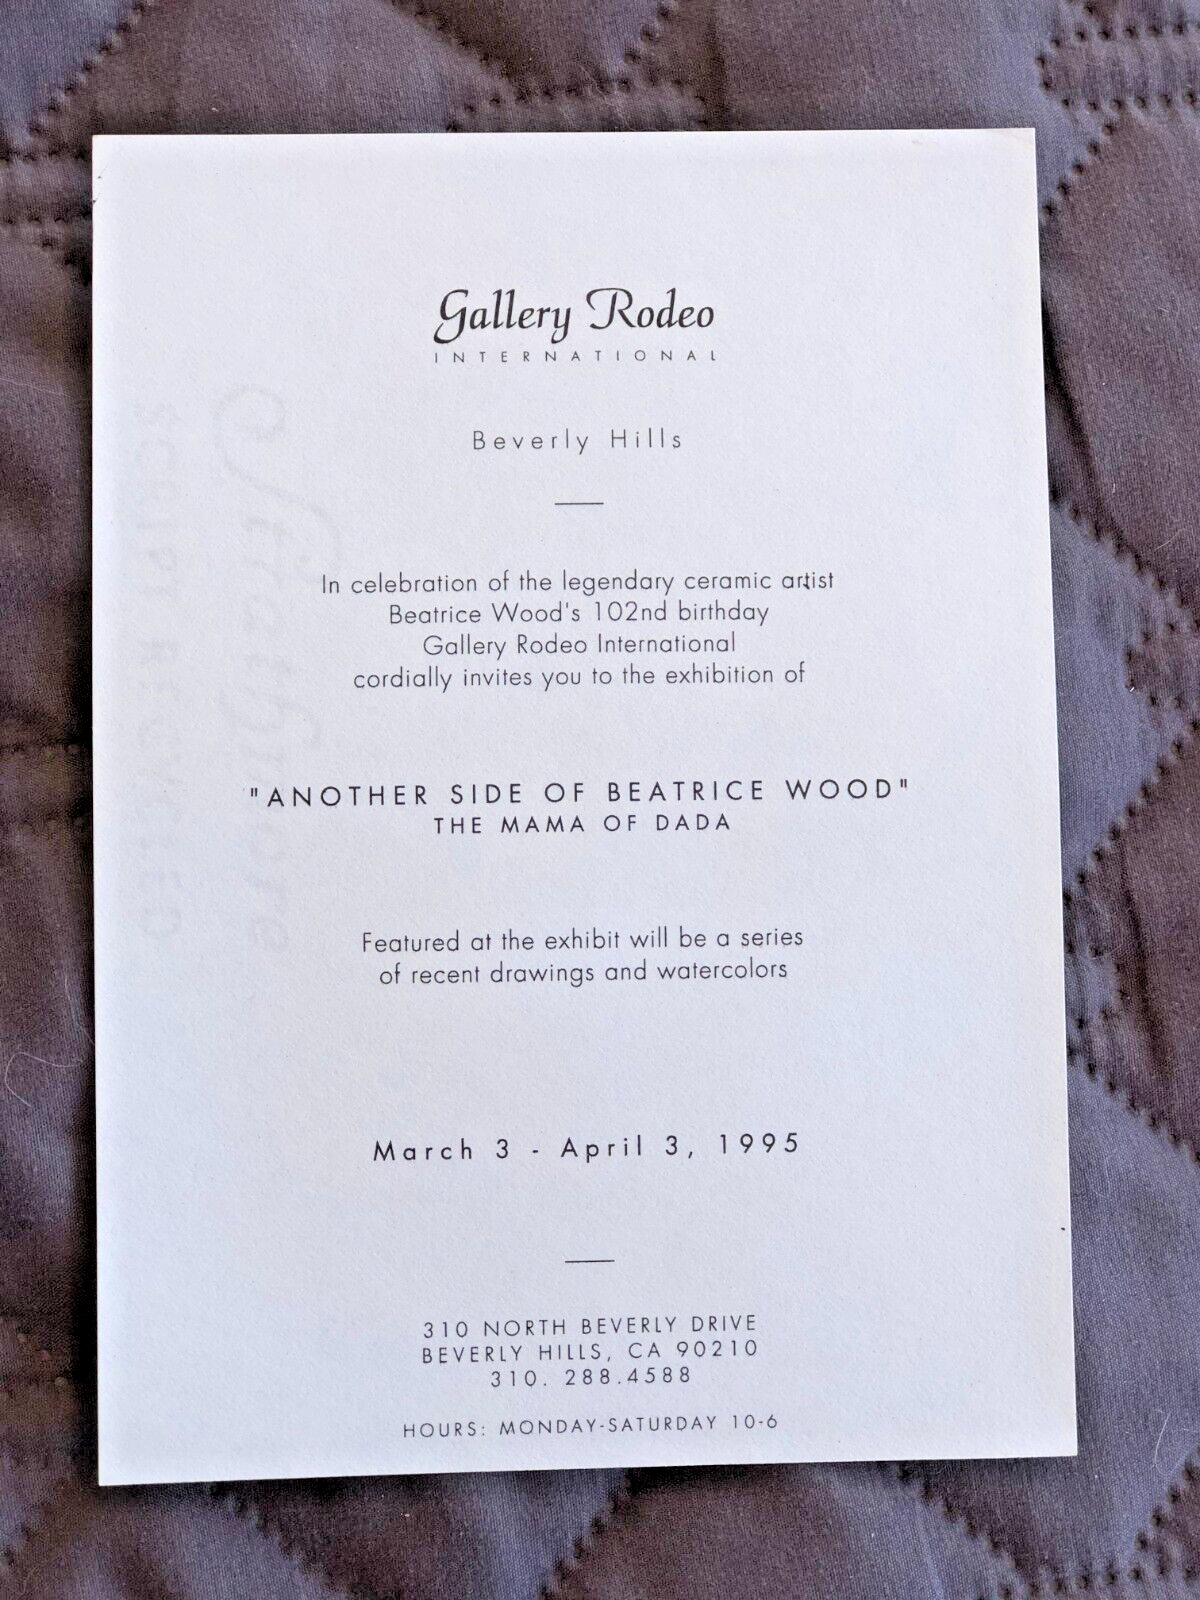 Gallery Rodeo
INTERNATIONAL
Beverly Hills
In celebration of the legendary ceramic artist
Beatrice Wood's 102nd birthday
Gallery Rodeo International
cordially invites you to the exhibition of
"ANOTHER SIDE OF BEATRICE WOOD"
THE MAMA OF DADA
Featured at the exhibit will be a series
of recent drawings and watercolors
March 3 - April 3, 1995
310 NORTH BEVERLY DRIVE
BEVERLY HILLS, CA 90210
310. 288.4588
HOURS: MONDAY-SATURDAY 10-6
Strathmore
SCRIPT RECYCLED